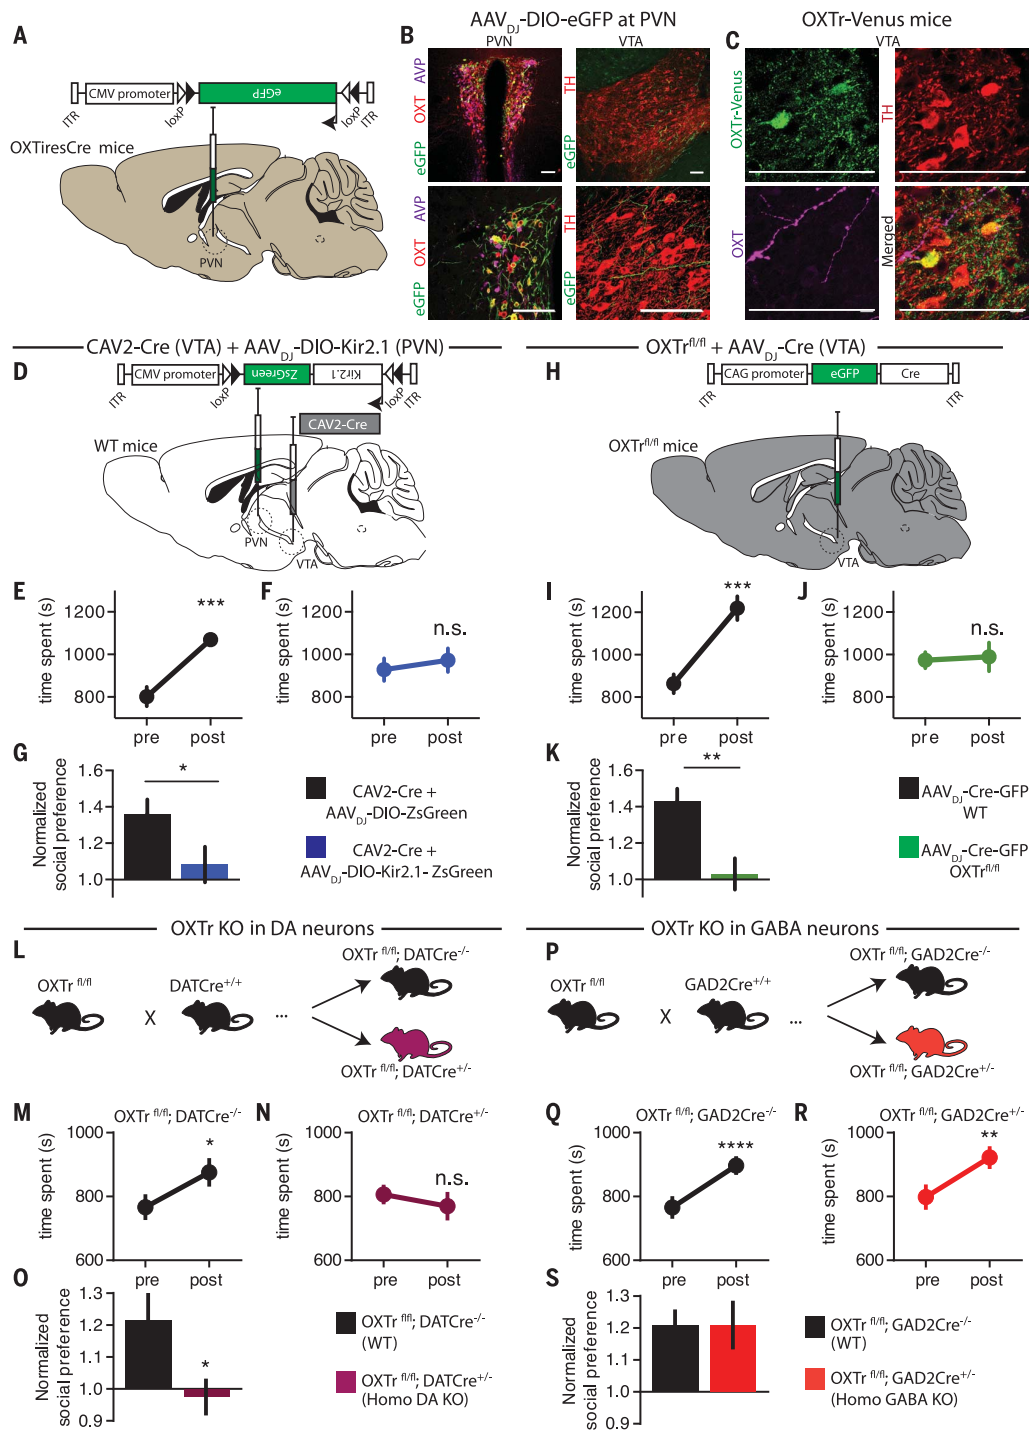 A
CMV promoter
eGFP
ITR
loxP
loxP
ITR
OXTiresCre mice
PVN
AAVDJ-DIO-eGFP at PVN
B
PVN
VTA
eGFP OXT AVP
eGFP TH
eGFP OXT AVP
eGFP TH
OXTr-Venus mice
C
VTA
OXTr-Venus
TH
OXT
Merged
CAV2-Cre (VTA) + AAVDJ-DIO-Kir2.1 (PVN)
D
CMV promoter
ZsGreen
Kir2.1
ITR
loxP
loxP
ITR
CAV2-Cre
WT mice
PVN
VTA
OXTr fl/fl + AAVDJ-Cre (VTA)
H
CAG promoter
eGFP
Cre
ITR
ITR
OXTr fl/fl mice
VTA
E
time spent (s)
1200
1000
800
***
pre
post
F
time spent (s)
1200
1000
800
n.s.
pre
post
I
time spent (s)
1200
1000
800
***
pre
post
J
time spent (s)
1200
1000
800
n.s.
pre
post
G
Normalized
social preference
1.6
1.4
1.2
1.0
*
CAV2-Cre +
AAVDJ-DIO-ZsGreen
CAV2-Cre +
AAVDJ-DIO-Kir2.1- ZsGreen
K
Normalized
social preference
1.6
1.4
1.2
1.0
**
AAVDJ-Cre-GFP
WT
AAVDJ-Cre-GFP
OXTr fl/fl
OXTr KO in DA neurons
L
OXTr fl/fl
X
DATCre+/+
...
OXTr fl/fl; DATCre-/-
OXTr fl/fl; DATCre+/-
OXTr KO in GABA neurons
P
OXTr fl/fl
X
GAD2Cre+/+
...
OXTr fl/fl; GAD2Cre-/-
OXTr fl/fl; GAD2Cre+/-
M
OXTr fl/fl; DATCre-/-
time spent (s)
1000
800
600
*
pre
post
N
OXTr fl/fl; DATCre+/-
time spent (s)
1000
800
600
n.s.
pre
post
Q
OXTr fl/fl; GAD2Cre-/-
time spent (s)
1000
800
600
****
pre
post
R
OXTr fl/fl; GAD2Cre+/-
time spent (s)
1000
800
600
**
pre
post
O
Normalized
social preference
1.3
1.2
1.1
1.0
0.9
*
OXTr fl/fl; DATCre-/-
(WT)
OXTr fl/fl; DATCre+/-
(Homo DA KO)
S
Normalized
social preference
1.3
1.2
1.1
1.0
0.9
OXTr fl/fl; GAD2Cre-/-
(WT)
OXTr fl/fl; GAD2Cre+/-
(Homo GABA KO)